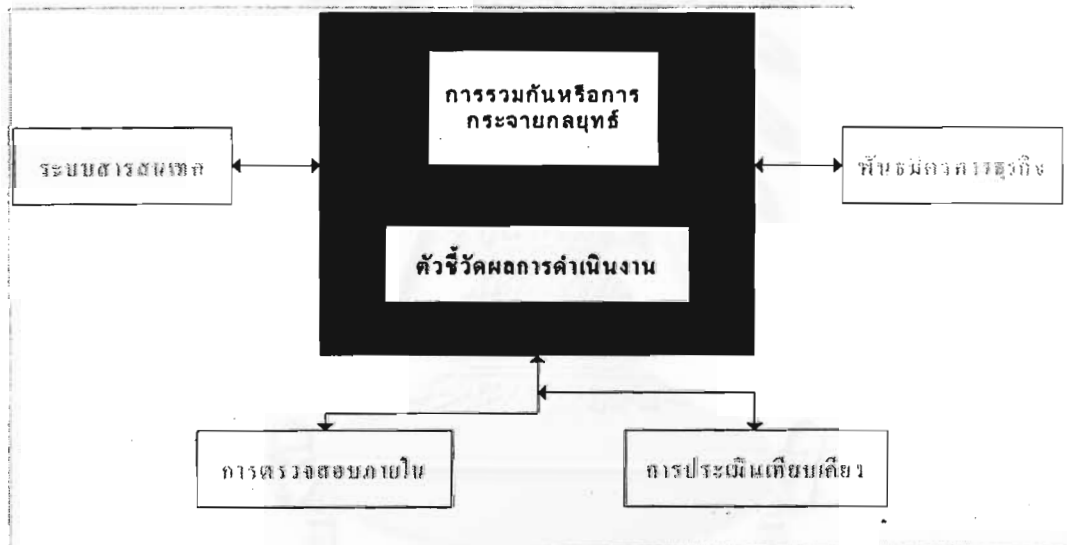 การรวมกันหรือการ
กระจายกลยุทธ์
ระบบสารสนเทศ
พันธมิตรการธุรกิจ
ตัวชี้วัดผลการดำเนินงาน
การตรวจสอบภายใน
การประเมินเทียบเคียง